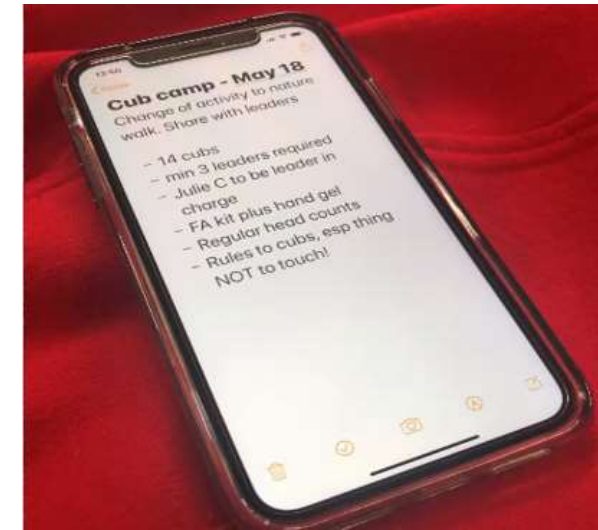 13:50
Cub camp - May 18
Change of activity to nature
walk. Share with leaders
- 14 cubs
- min 3 leaders required
- Julie C to be leader in
charge
- FA kit plus hand gel
- Regular head counts
- Rules to cubs, esp thing
NOT to touch!